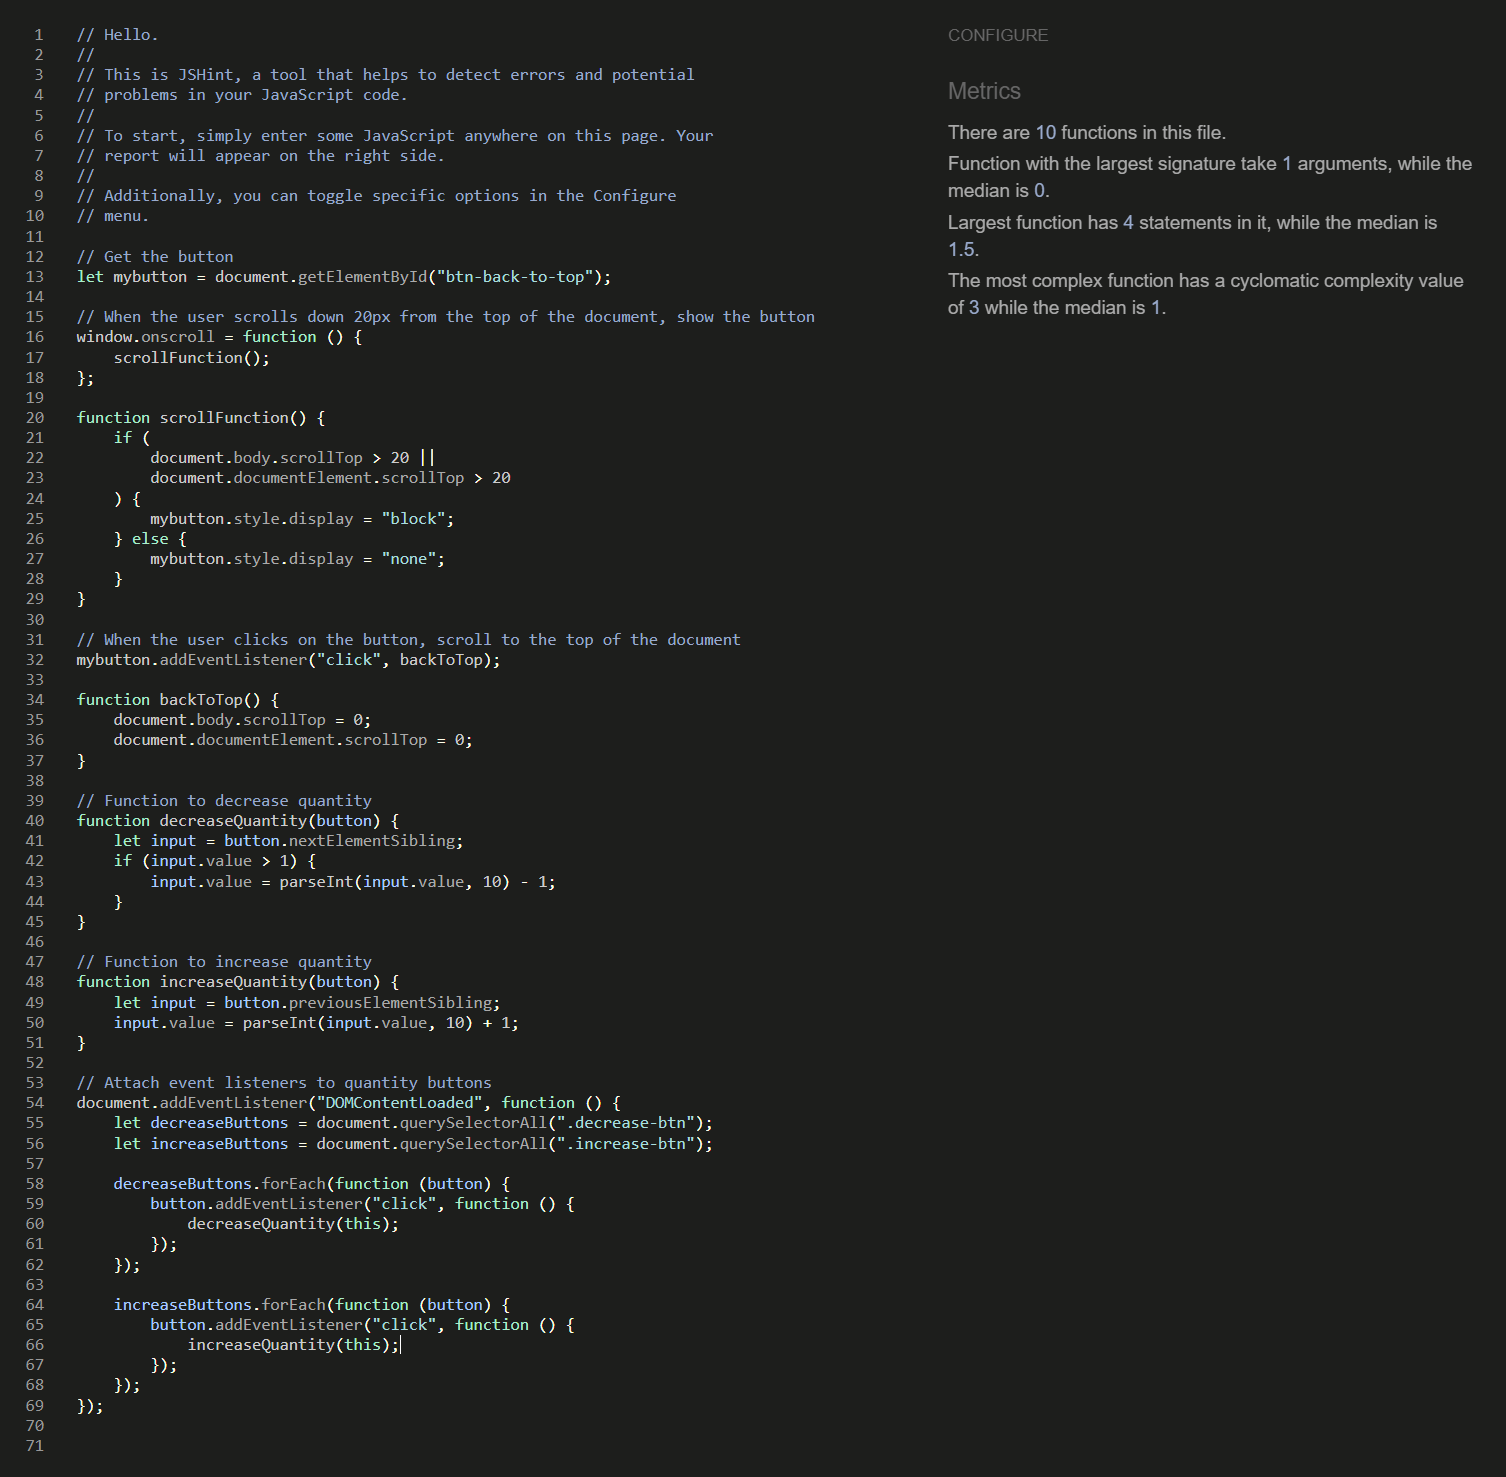 1 // Hello.
2 //
3 // This is JSHint, a tool that helps to detect errors and potential
4 // problems in your JavaScript code.
5 //
6 // To start, simply enter some JavaScript anywhere on this page. Your
7 // report will appear on the right side.
8 //
9 // Additionally, you can toggle specific options in the Configure
10 // menu.
11
12 // Get the button
13 let mybutton = document.getElementById("btn-back-to-top");
14
15 // When the user scrolls down 20px from the top of the document, show the button
16 window.onscroll = function () {
17     scrollFunction();
18 };
19
20 function scrollFunction() {
21     if (
22         document.body.scrollTop > 20 ||
23         document.documentElement.scrollTop > 20
24     ) {
25         mybutton.style.display = "block";
26     } else {
27         mybutton.style.display = "none";
28     }
29 }
30
31 // When the user clicks on the button, scroll to the top of the document
32 mybutton.addEventListener("click", backToTop);
33
34 function backToTop() {
35     document.body.scrollTop = 0;
36     document.documentElement.scrollTop = 0;
37 }
38
39 // Function to decrease quantity
40 function decreaseQuantity(button) {
41     let input = button.nextElementSibling;
42     if (input.value > 1) {
43         input.value = parseInt(input.value, 10) - 1;
44     }
45 }
46
47 // Function to increase quantity
48 function increaseQuantity(button) {
49     let input = button.previousElementSibling;
50     input.value = parseInt(input.value, 10) + 1;
51 }
52
53 // Attach event listeners to quantity buttons
54 document.addEventListener("DOMContentLoaded", function () {
55     let decreaseButtons = document.querySelectorAll(".decrease-btn");
56     let increaseButtons = document.querySelectorAll(".increase-btn");
57
58     decreaseButtons.forEach(function (button) {
59         button.addEventListener("click", function () {
60             decreaseQuantity(this);
61         });
62     });
63
64     increaseButtons.forEach(function (button) {
65         button.addEventListener("click", function () {
66             increaseQuantity(this);
67         });
68     });
69 });
70
71
CONFIGURE
Metrics
There are 10 functions in this file.
Function with the largest signature take 1 arguments, while the
median is 0.
Largest function has 4 statements in it, while the median is
1.5.
The most complex function has a cyclomatic complexity value
of 3 while the median is 1.